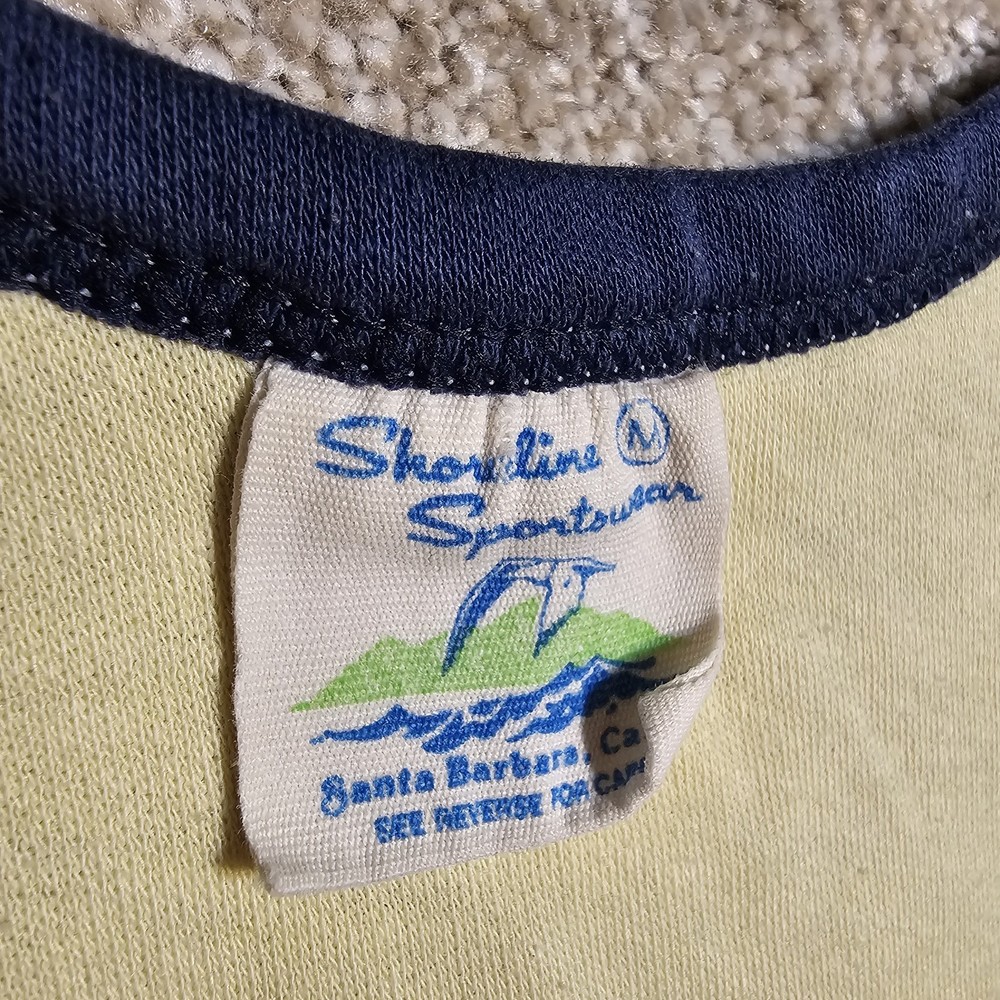 Shoreline M
Sportswear
Santa Barbara, Ca
SEE REVERSE FOR CARE